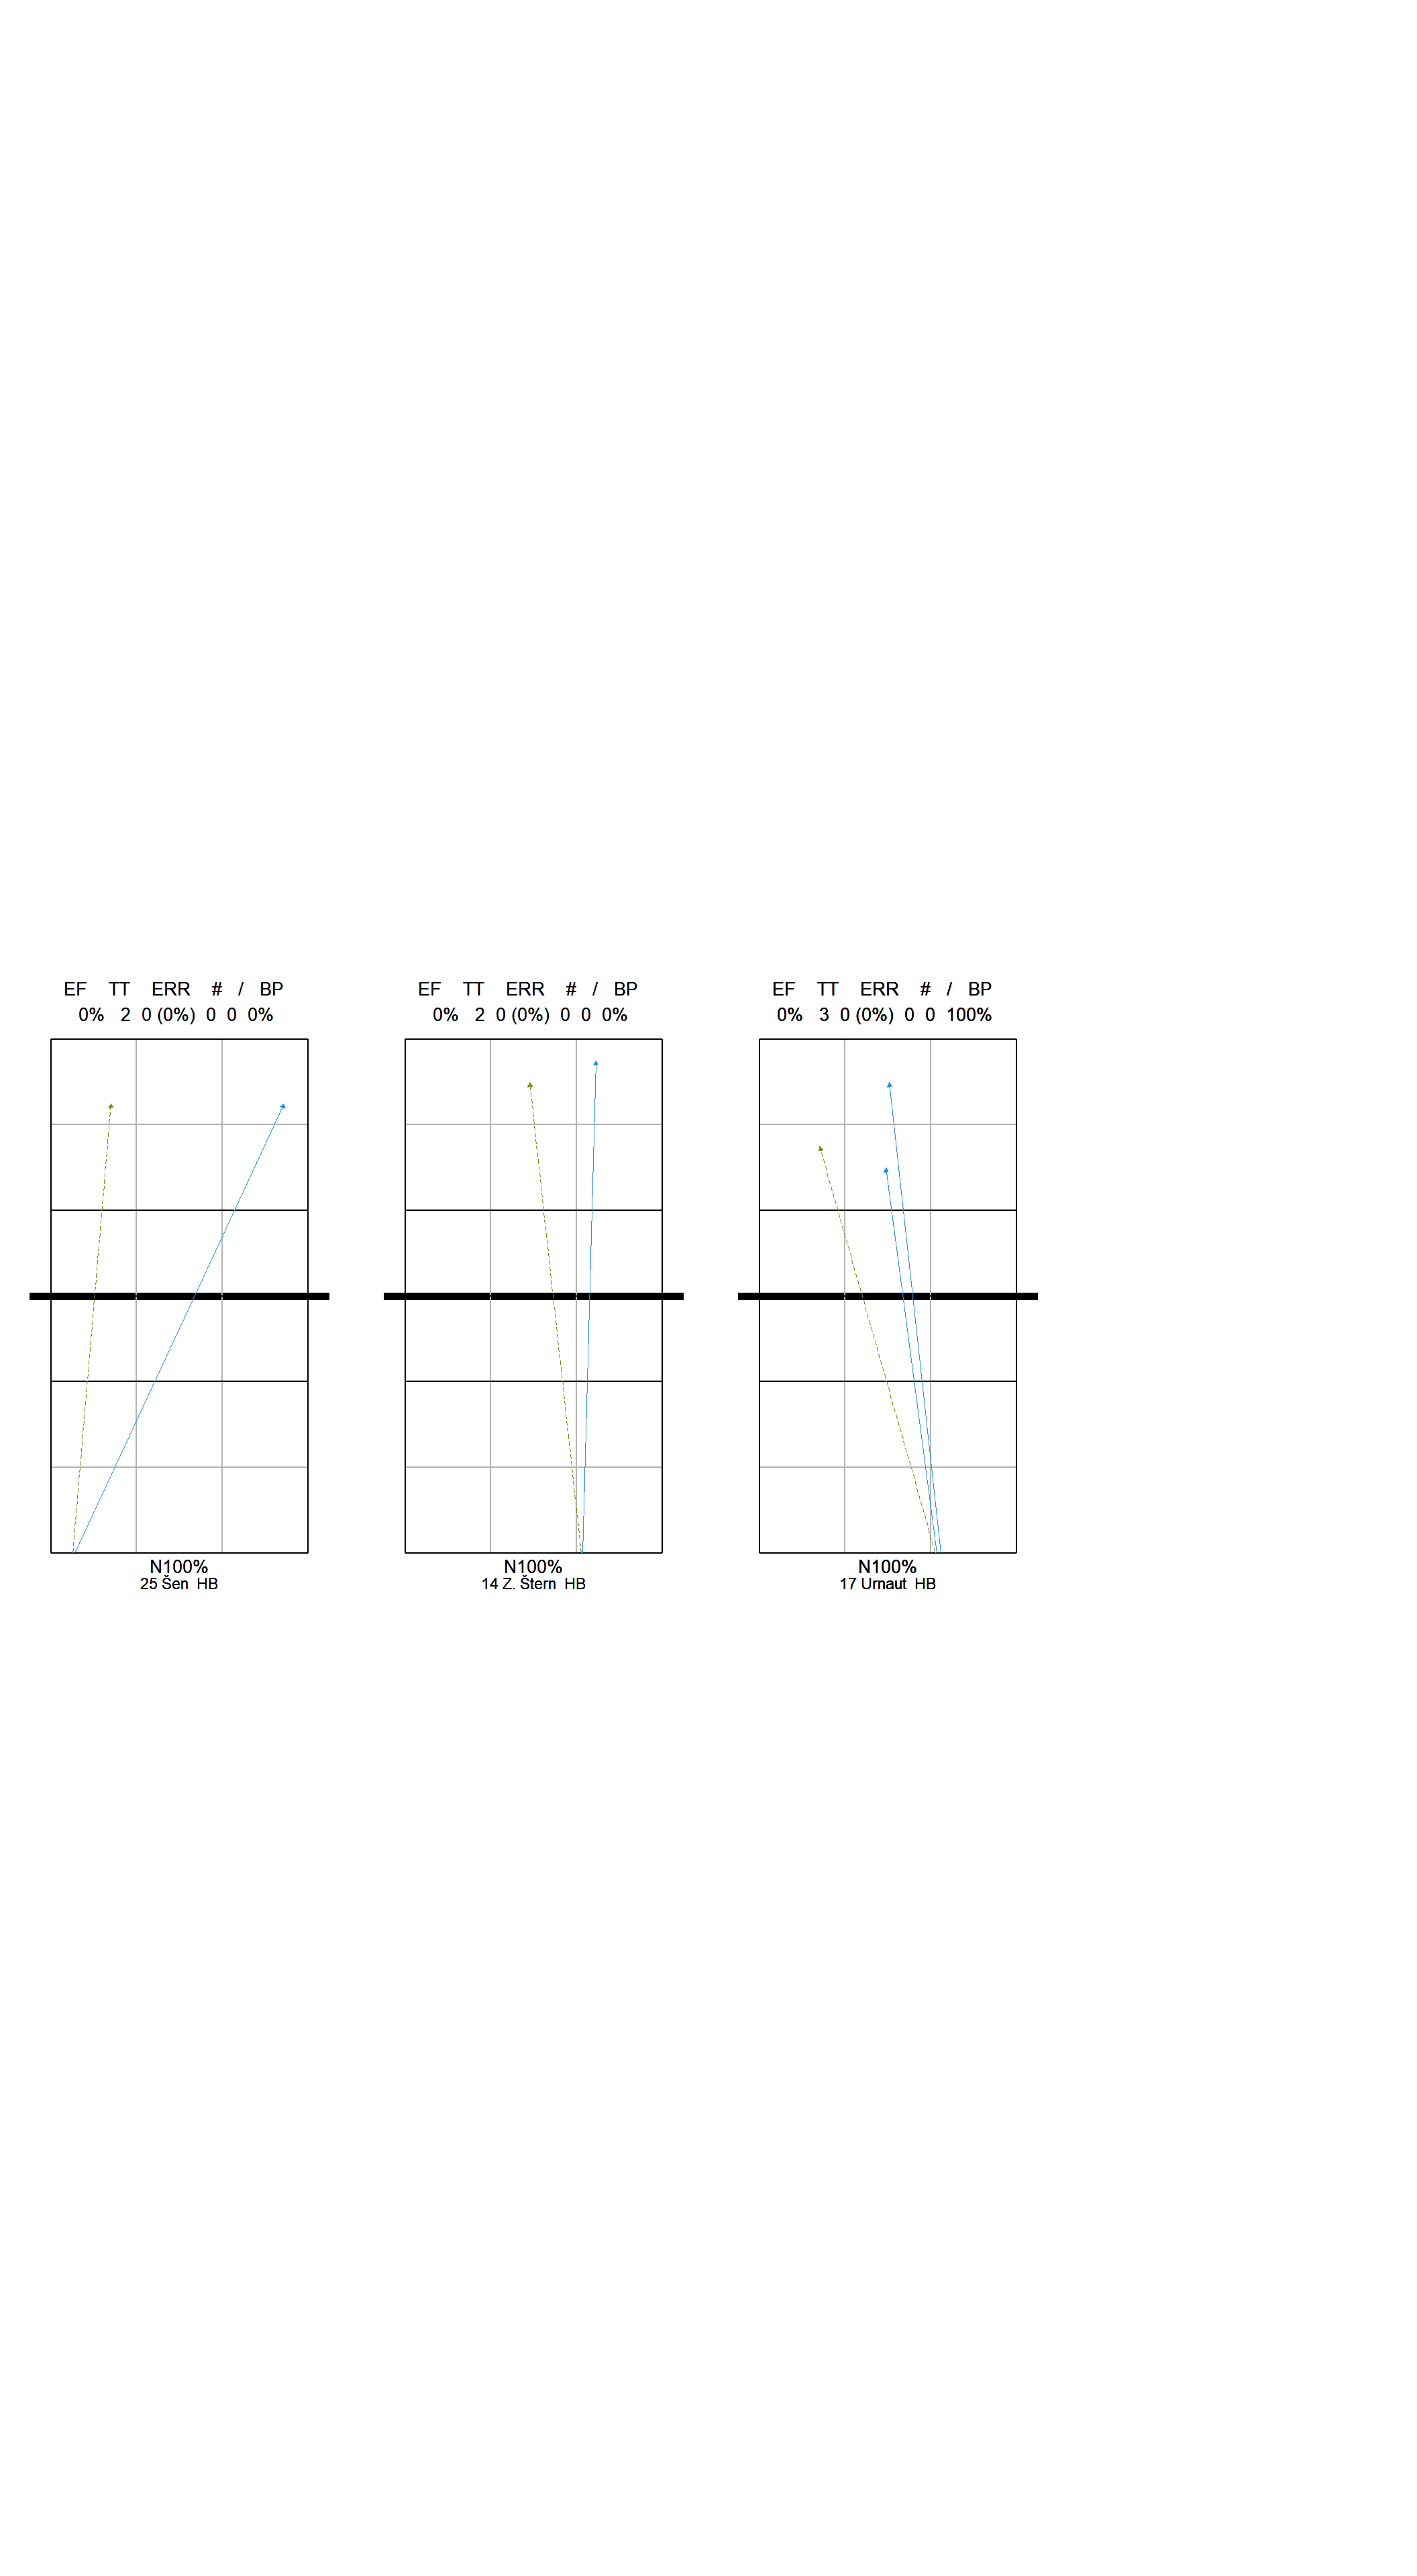 EF TT ERR # / BP
0% 2 0 (0%) 0 0 0%
N100%
25 Šen HB
EF TT ERR # / BP
0% 2 0 (0%) 0 0 0%
N100%
14 Z. Štern HB
EF TT ERR # / BP
0% 3 0 (0%) 0 0 100%
N100%
17 Urnaut HB